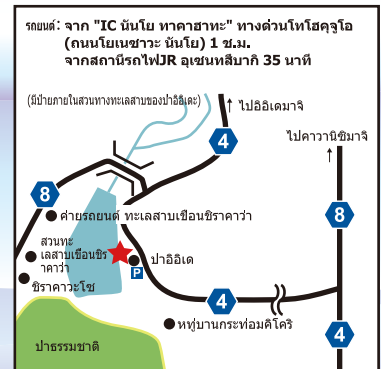 รถยนต์: จาก "IC นันโย ทาคาฮาทะ" ทางด่วนโทโฮคุจูโอ
(ถนนโยเนซาวะ นันโย) 1 ช.ม.
จากสถานีรถไฟJR อุเซนทสึบากิ 35 นาที
(มีป้ายภายในสวนทางทะเลสาบของปาอิอิเดะ)
↑ ไปอิอิเดมาจิ
4
ไปคาวานิชิมาจิ
↑
8
8
ค่ายรถยนต์ ทะเลสาบเขือนชิราคาว่า
สวนทะ
เลสาบเขือนชิร
าคาว่า
ปาอิอิเด
P
ชิราคาวะโซ
4
หทู่บานกระท่อมคิโคริ
4
ปาธรรมชาติ